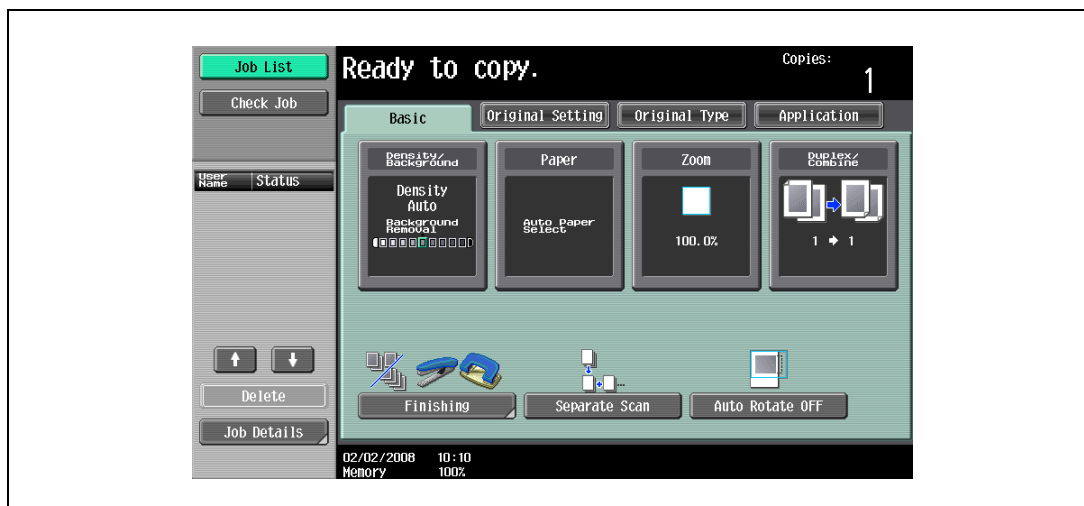 Job List
Check Job
User
Name
Status
Delete
Job Details
Ready to copy.
Copies:
1
Basic
Original Setting
Original Type
Application
Density/
Background
Density
Auto
Background
Removal
Paper
Auto Paper
Select
Zoom
100.0%
Duplex/
Combine
1 ➔ 1
Finishing
Separate Scan
Auto Rotate OFF
02/02/2008 10:10
Memory 100%